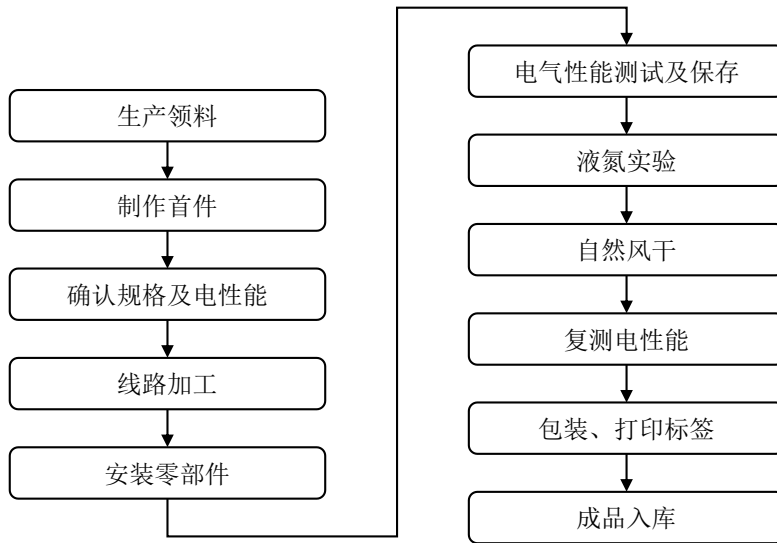 生产领料
制作首件
确认规格及电性能
线路加工
安装零部件
电气性能测试及保存
液氮实验
自然风干
复测电性能
包装、打印标签
成品入库